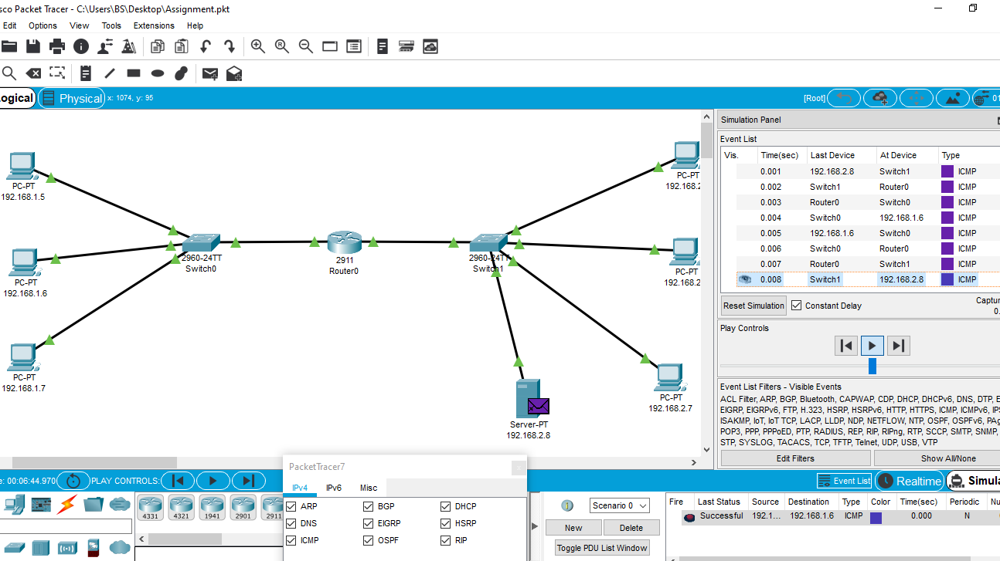 sco Packet Tracer - C:\Users\BS\Desktop\Assignment.pkt
Edit Options View Tools Extensions Help
ogical Physical x: 1074, y: 95 [Root] 01
Simulation Panel
Event List
Vis. Time(sec) Last Device At Device Type
0.001 192.168.2.8 Switch1 ICMP
0.002 Switch1 Router0 ICMP
0.003 Router0 Switch0 ICMP
0.004 Switch0 192.168.1.6 ICMP
0.005 192.168.1.6 Switch0 ICMP
0.006 Switch0 Router0 ICMP
0.007 Router0 Switch1 ICMP
0.008 Switch1 192.168.2.8 ICMP
Reset Simulation Constant Delay Captu
0.
Play Controls
Event List Filters - Visible Events
ACL Filter, ARP, BGP, Bluetooth, CAPWAP, CDP, DHCP, DHCPv6, DNS, DTP, E
EIGRP, EIGRPv6, FTP, H.323, HSRP, HSRPv6, HTTP, HTTPS, ICMP, ICMPv6, IPS
ISAKMP, IoT, IoT TCP, LACP, LLDP, NDP, NETFLOW, NTP, OSPF, OSPFv6, PAg
POP3, PPP, PPPoED, PTP, RADIUS, REP, RIP, RIPng, RTP, SCCP, SMTP, SNMP,
STP, SYSLOG, TACACS, TCP, TFTP, Telnet, UDP, USB, VTP
Edit Filters Show All/None
PC-PT
192.168.1.5
PC-PT
192.168.1.6
PC-PT
192.168.1.7
2960-24TT
Switch0
2911
Router0
2960-24TT
Switch1
PC-PT
192.168.2
PC-PT
192.168.2
PC-PT
192.168.2.7
Server-PT
192.168.2.8
e: 00:06:44.970 PLAY CONTROLS:
Event List Realtime Simula
4331 4321 1941 2901 2911
PacketTracer7
IPv4 IPv6 Misc
ARP BGP DHCP
DNS EIGRP HSRP
ICMP OSPF RIP
Scenario 0
New Delete
Toggle PDU List Window
Fire Last Status Source Destination Type Color Time(sec) Periodic Nu
Successful 192.1... 192.168.1.6 ICMP 0.000 N